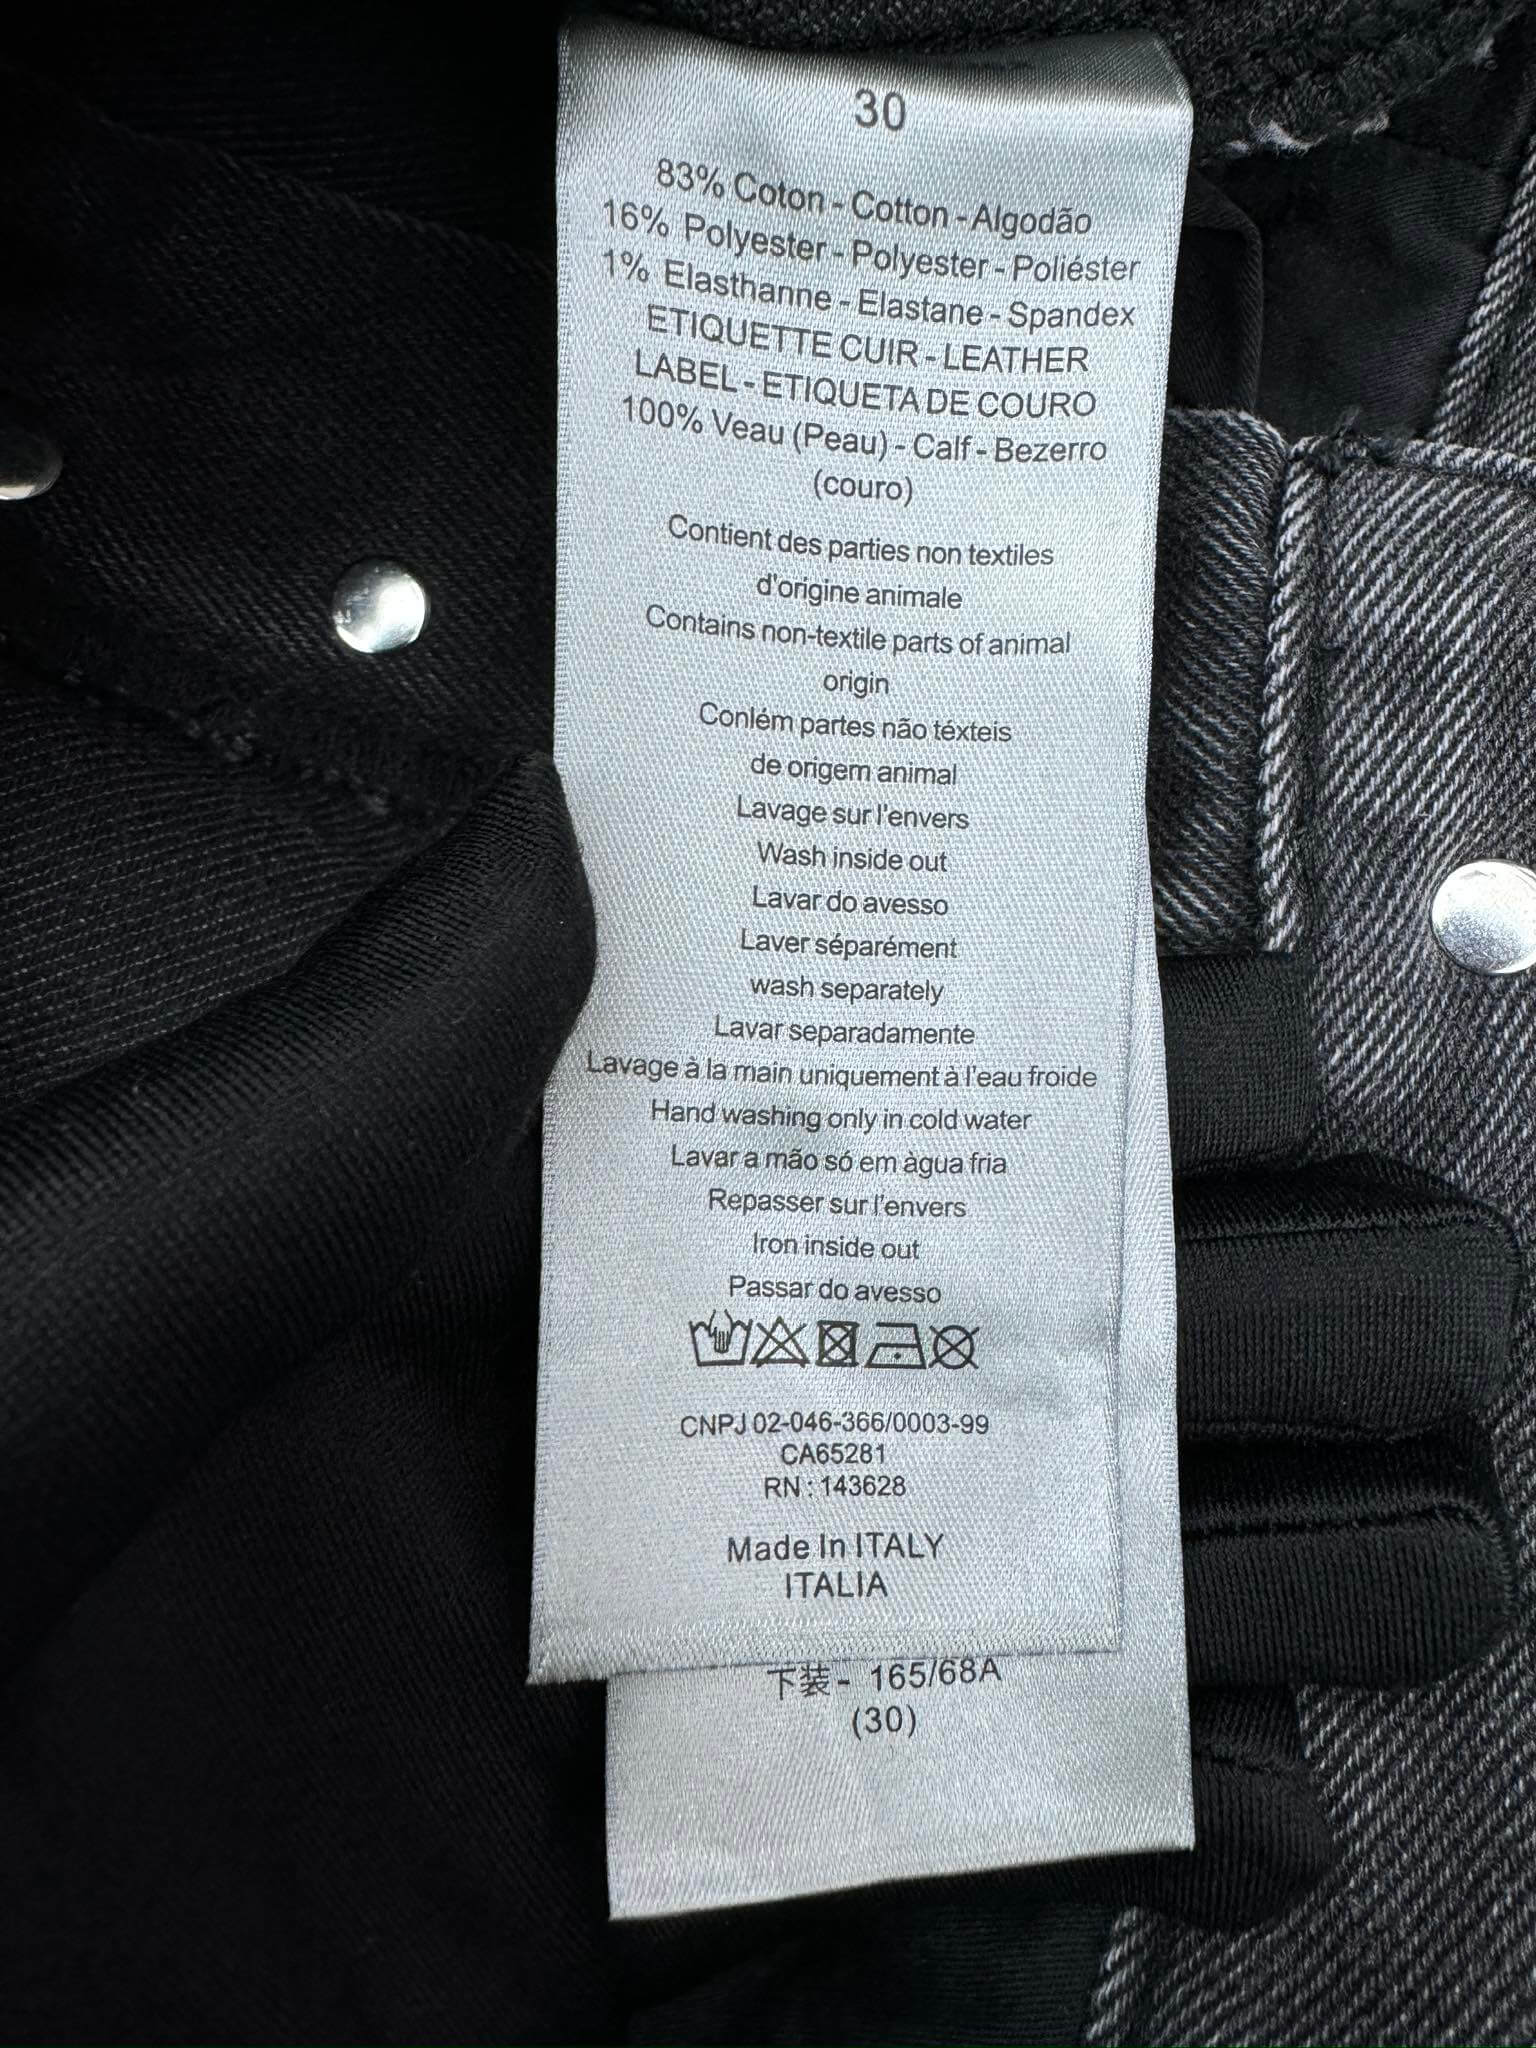 30
83% Coton - Cotton - Algodão
16% Polyester - Polyester - Poliéster
1% Elasthanne - Elastane - Spandex
ETIQUETTE CUIR - LEATHER
LABEL - ETIQUETA DE COURO
100% Veau (Peau) - Calf - Bezerro
(couro)
Contient des parties non textiles
d'origine animale
Contains non-textile parts of animal
origin
Conlém partes não téxteis
de origem animal
Lavage sur l'envers
Wash inside out
Lavar do avesso
Laver séparément
wash separately
Lavar separadamente
Lavage à la main uniquement à l'eau froide
Hand washing only in cold water
Lavar a mão só em àgua fria
Repasser sur l'envers
Iron inside out
Passar do avesso
CNPJ 02-046-366/0003-99
CA65281
RN : 143628
Made In ITALY
ITALIA
下装 - 165/68A
(30)